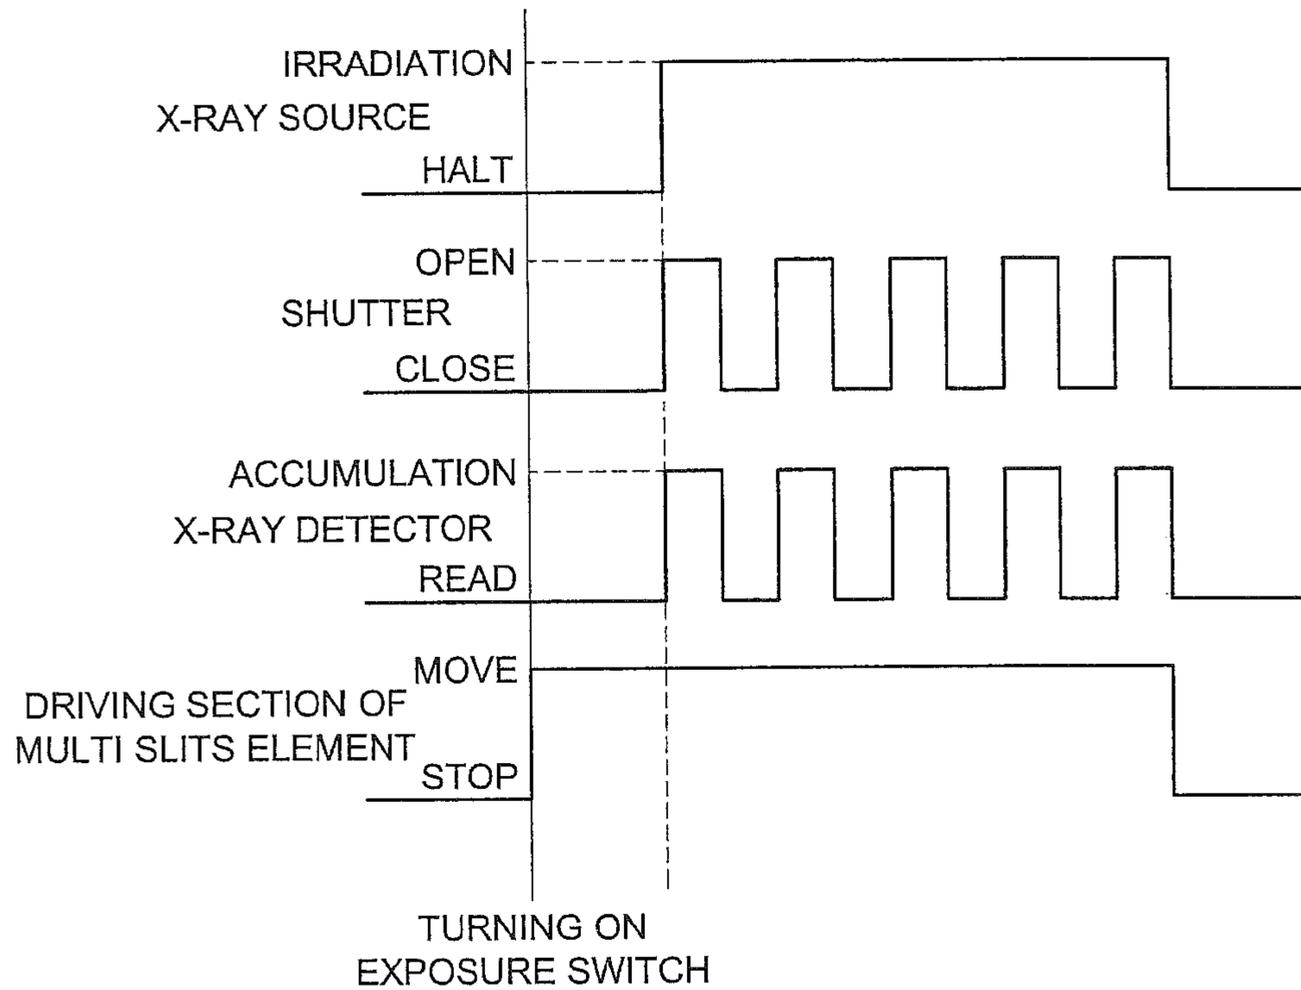 IRRADIATION
X-RAY SOURCE
HALT
OPEN
SHUTTER
CLOSE
ACCUMULATION
X-RAY DETECTOR
READ
MOVE
DRIVING SECTION OF
MULTI SLITS ELEMENT
STOP
TURNING ON
EXPOSURE SWITCH